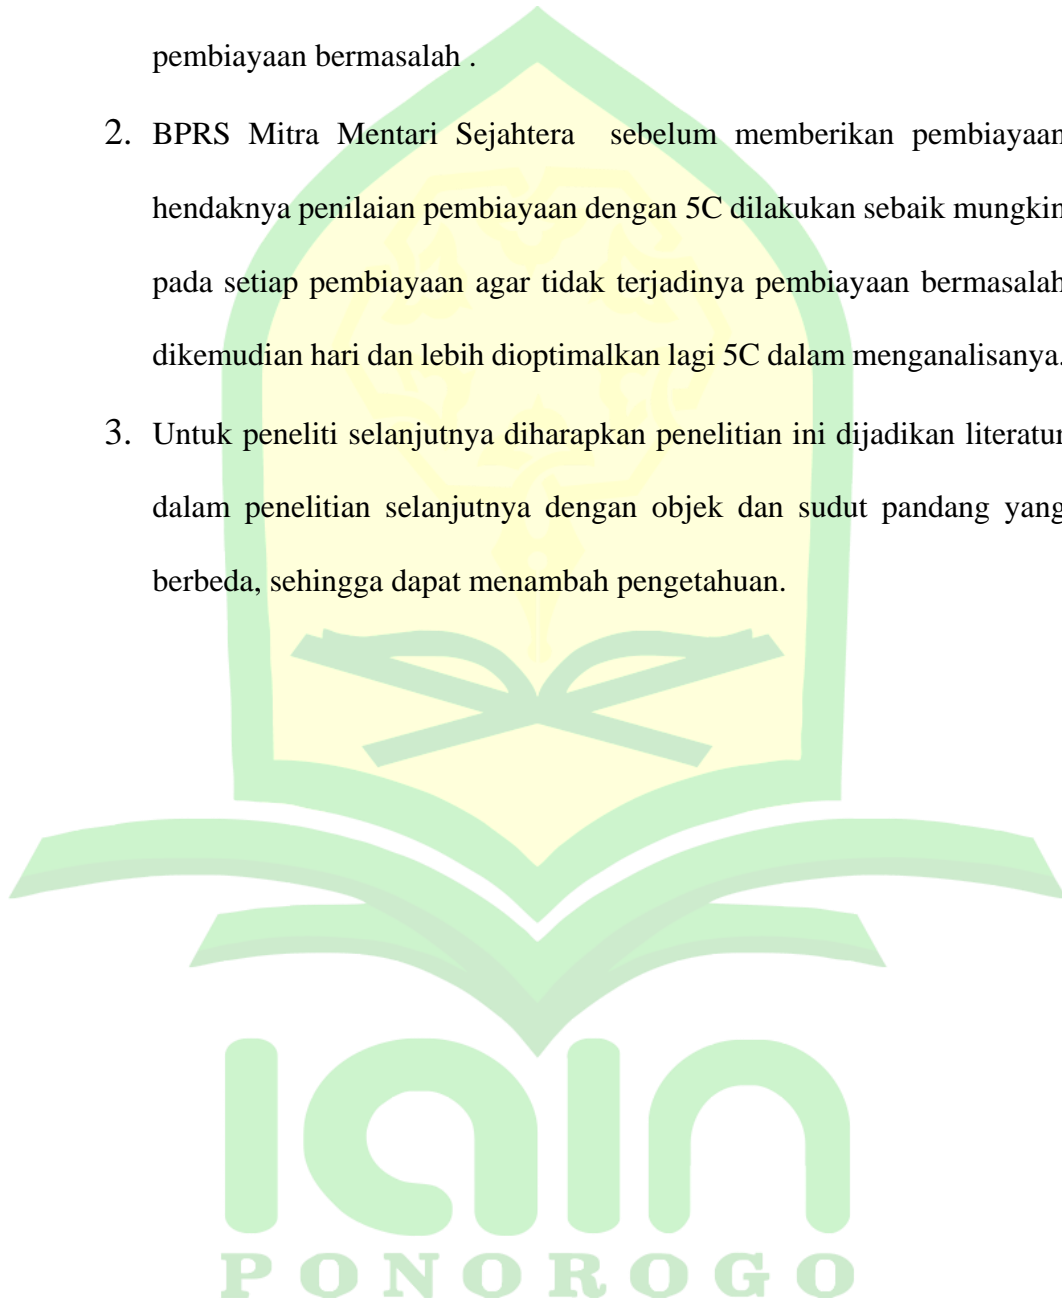 pembiayaan bermasalah .
2. BPRS Mitra Mentari Sejahtera sebelum memberikan pembiayaan
hendaknya penilaian pembiayaan dengan 5C dilakukan sebaik mungkin
pada setiap pembiayaan agar tidak terjadinya pembiayaan bermasalah
dikemudian hari dan lebih dioptimalkan lagi 5C dalam menganalisanya.
3. Untuk peneliti selanjutnya diharapkan penelitian ini dijadikan literatur
dalam penelitian selanjutnya dengan objek dan sudut pandang yang
berbeda, sehingga dapat menambah pengetahuan.
IAIN
PONOROGO